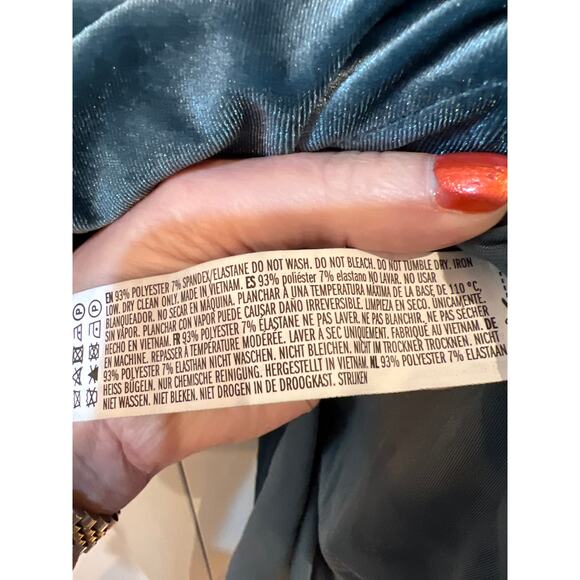 EN 93% POLYESTER 7% SPANDEX/ELASTANE DO NOT WASH. DO NOT BLEACH. DO NOT TUMBLE DRY. IRON
LOW. DRY CLEAN ONLY. MADE IN VIETNAM. ES 93% poliéster 7% elastano NO LAVAR. NO USAR
BLANQUEADOR. NO SECAR EN MAQUINA. PLANCHAR A TEMPERATURA MÁXIMA DE LA BASE DE 110 °C,
SIN VAPOR. PLANCHAR CON VAPOR PUEDE CAUSAR DAÑO IRREVERSIBLE. LIMPIEZA EN SECO, ÚNICAMENTE.
HECHO EN VIETNAM. FR 93% POLYESTER 7% ÉLASTANE NE PAS LAVER. NE PAS BLANCHIR. NE PAS SÉCHER
EN MACHINE. REPASSER À TEMPÉRATURE MODÉRÉE. LAVER À SEC UNIQUEMENT. FABRIQUÉ AU VIETNAM. DE
93% POLYESTER 7% ELASTHAN NICHT WASCHEN. NICHT BLEICHEN. NICHT IM TROCKNER TROCKNEN. NICHT
HEISS BÜGELN. NUR CHEMISCHE REINIGUNG. HERGESTELLT IN VIETNAM. NL 93% POLYESTER 7% ELASTAAN
NIET WASSEN. NIET BLEKEN. NIET DROGEN IN DE DROOGKAST. STRIJKEN
P
P